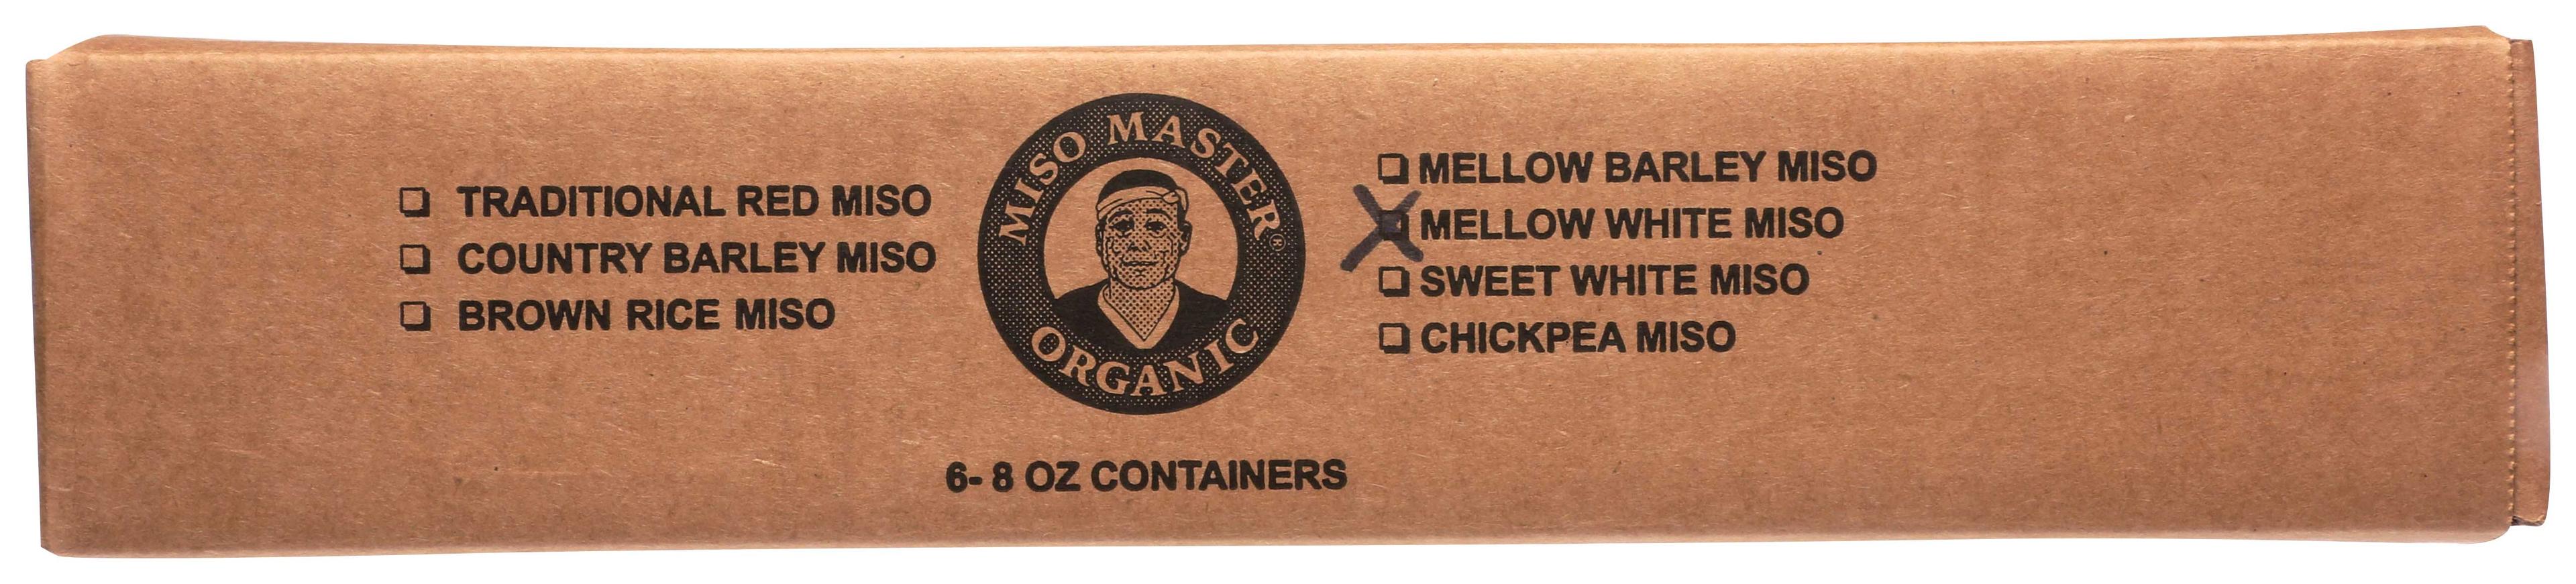 ☐ TRADITIONAL RED MISO
☐ COUNTRY BARLEY MISO
☐ BROWN RICE MISO
MISO MASTER®
ORGANIC
☐ MELLOW BARLEY MISO
☒ MELLOW WHITE MISO
☐ SWEET WHITE MISO
☐ CHICKPEA MISO
6- 8 OZ CONTAINERS